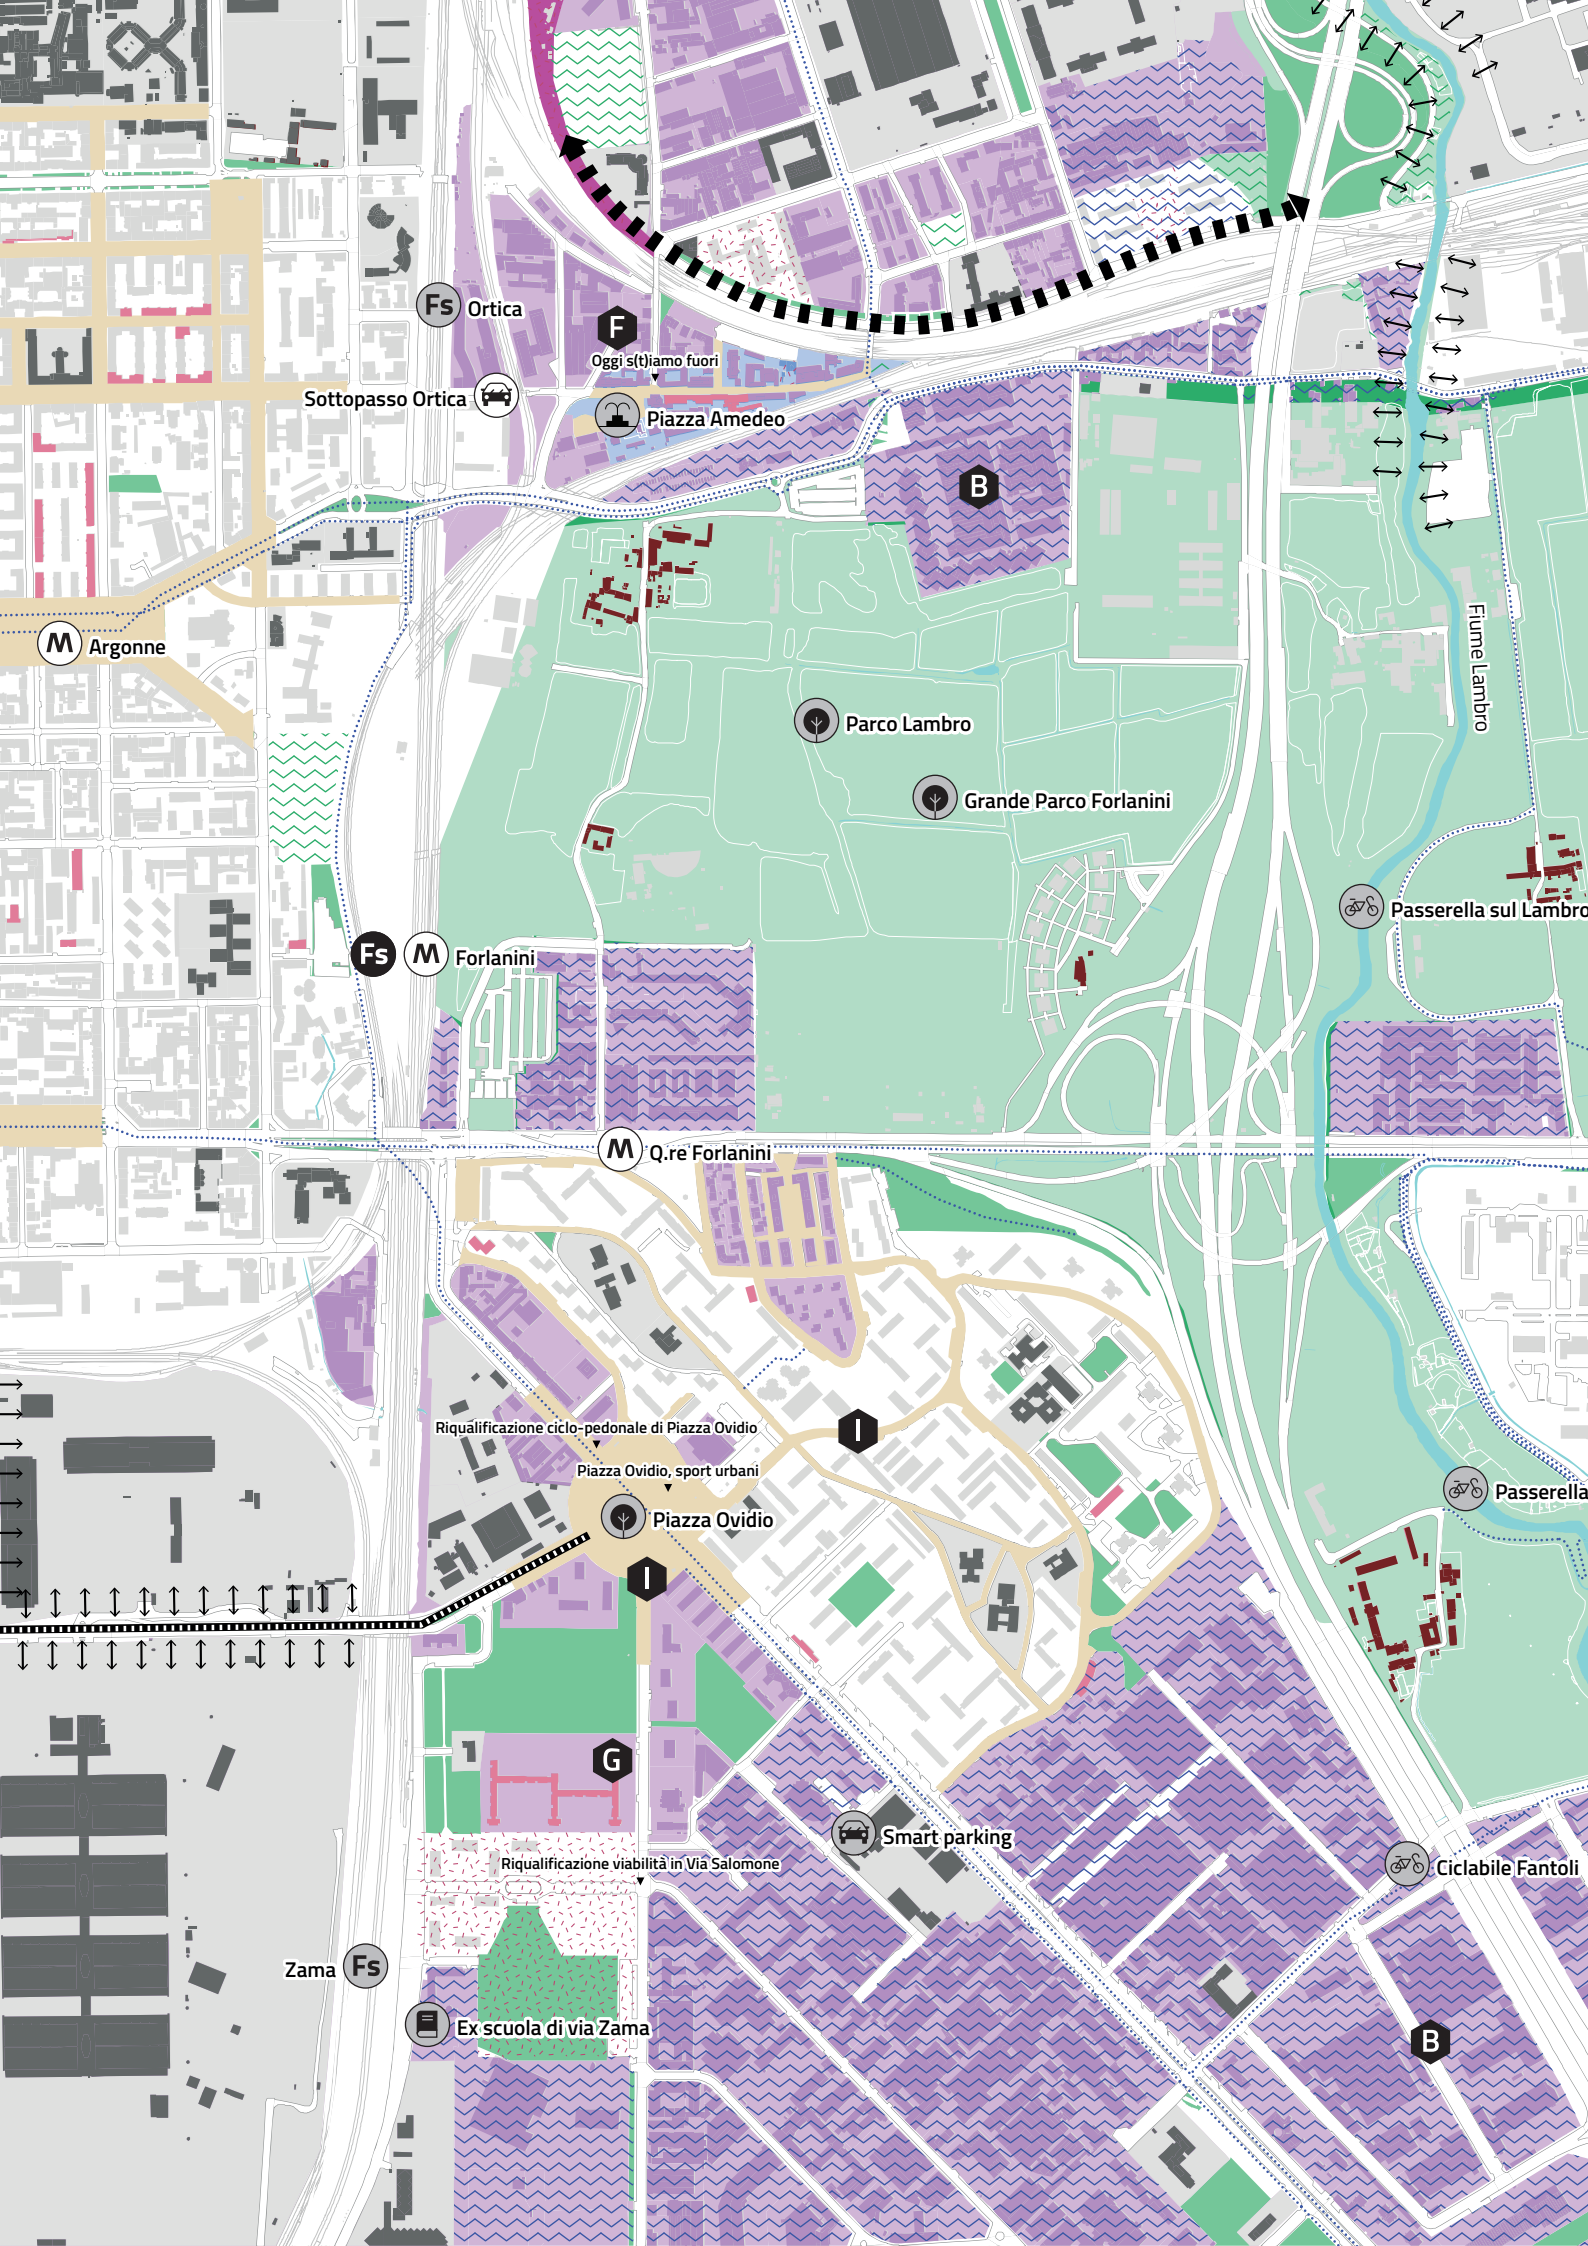 Fs Ortica
F
Oggi s(t)iamo fuori
Sottopasso Ortica
Piazza Amedeo
B
Fiume Lambro
M Argonne
Parco Lambro
Grande Parco Forlanini
Passerella sul Lambro
Fs M Forlanini
M Q.re Forlanini
Riqualificazione ciclo-pedonale di Piazza Ovidio
I
Piazza Ovidio, sport urbani
Passerella
Piazza Ovidio
I
G
Smart parking
Riqualificazione viabilità in Via Salomone
Ciclabile Fantoli
Zama Fs
Ex scuola di via Zama
B